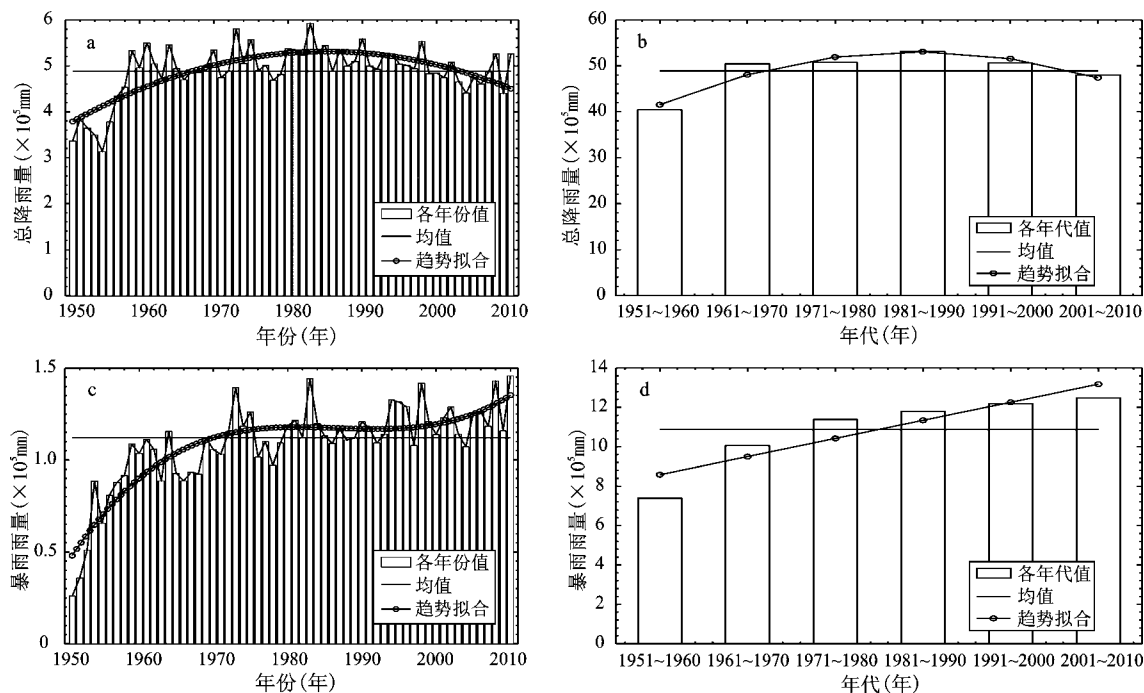 a
6
5
4
3
2
1
0
总降雨量(×10⁵mm)
各年份值
均值
趋势拟合
1950 1960 1970 1980 1990 2000 2010
年份(年)
b
60
50
40
30
20
10
0
总降雨量(×10⁵mm)
各年代值
均值
趋势拟合
1951~1960 1961~1970 1971~1980 1981~1990 1991~2000 2001~2010
年代(年)
c
1.5
1.0
0.5
0
暴雨雨量(×10⁵mm)
各年份值
均值
趋势拟合
1950 1960 1970 1980 1990 2000 2010
年份(年)
d
14
12
10
8
6
4
2
0
暴雨雨量(×10⁵mm)
各年代值
均值
趋势拟合
1951~1960 1961~1970 1971~1980 1981~1990 1991~2000 2001~2010
年代(年)